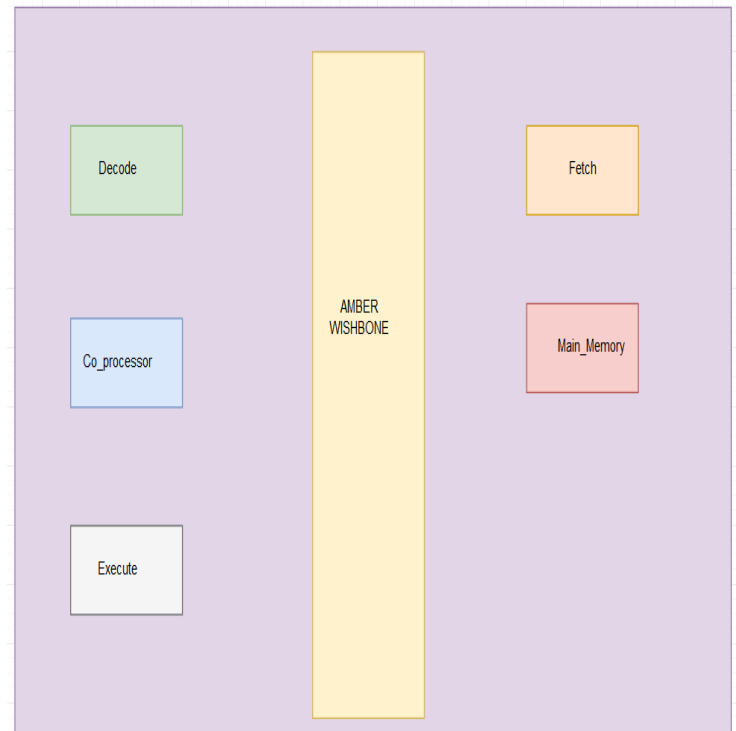 Decode
Fetch
AMBER
WISHBONE
Main_Memory
Co_processor
Execute